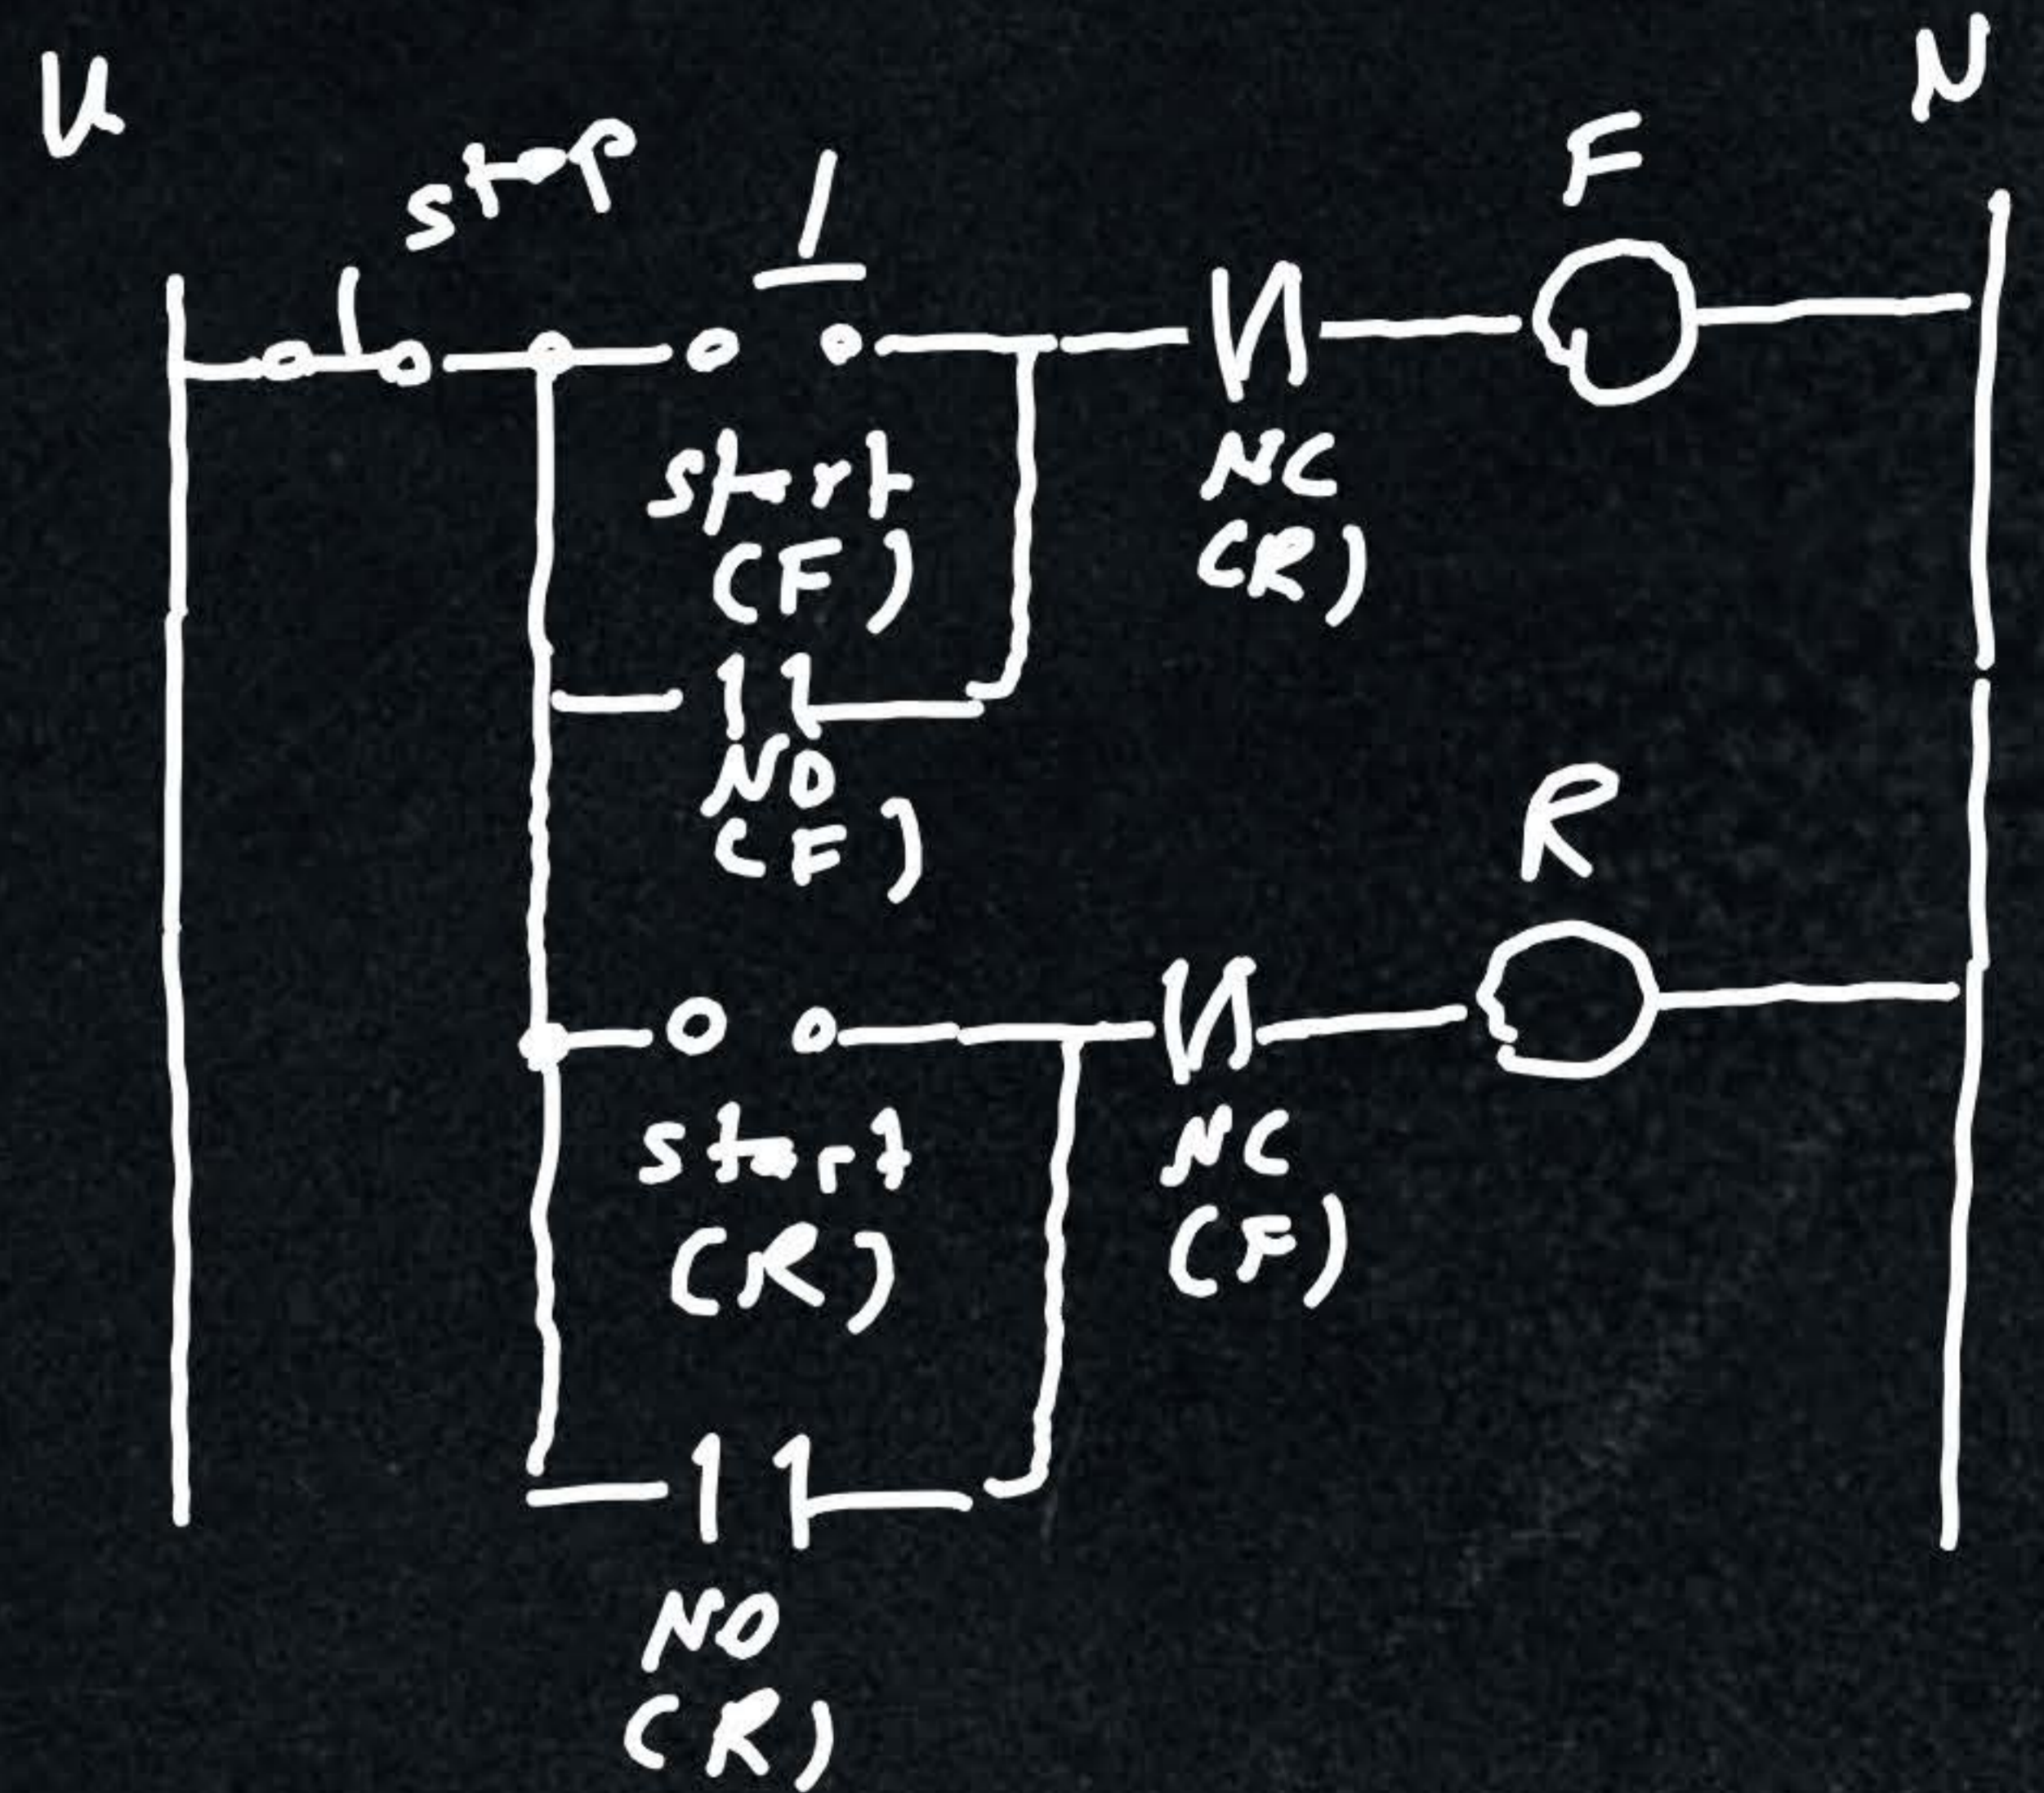 N
stop
F
start
(F)
NC
(R)
NO
(F)
R
start
(R)
NC
(F)
NO
(R)